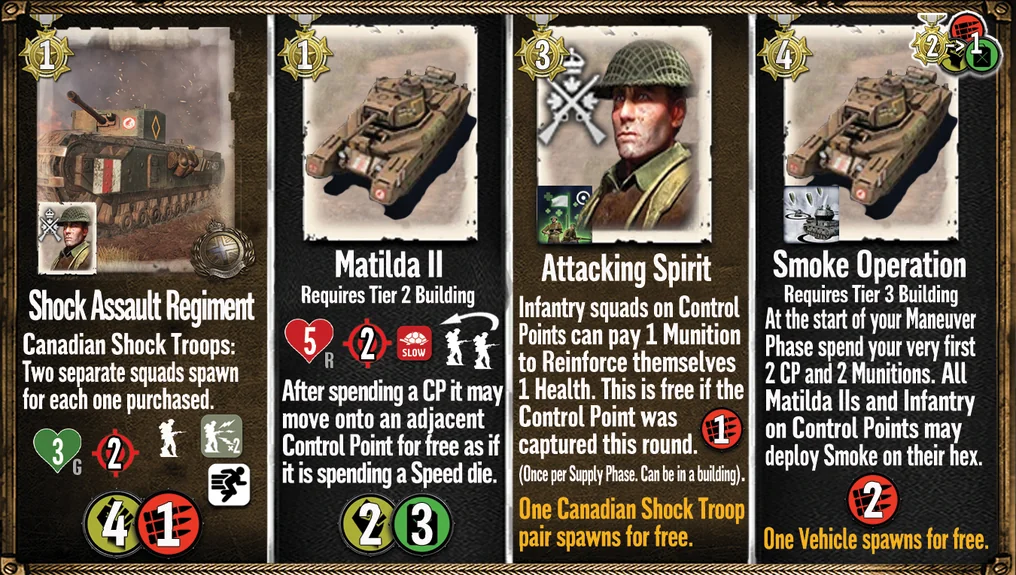 1
Shock Assault Regiment
Canadian Shock Troops:
Two separate squads spawn
for each one purchased.
3 G 2 x2
4 1
1
Matilda II
Requires Tier 2 Building
5 R 2 SLOW
After spending a CP it may
move onto an adjacent
Control Point for free as if
it is spending a Speed die.
2 3
3
Attacking Spirit
Infantry squads on Control
Points can pay 1 Munition
to Reinforce themselves
1 Health. This is free if the
Control Point was
captured this round. 1
(Once per Supply Phase. Can be in a building).
One Canadian Shock Troop
pair spawns for free.
4
2->1
Smoke Operation
Requires Tier 3 Building
At the start of your Maneuver
Phase spend your very first
2 CP and 2 Munitions. All
Matilda IIs and Infantry
on Control Points may
deploy Smoke on their hex.
2
One Vehicle spawns for free.